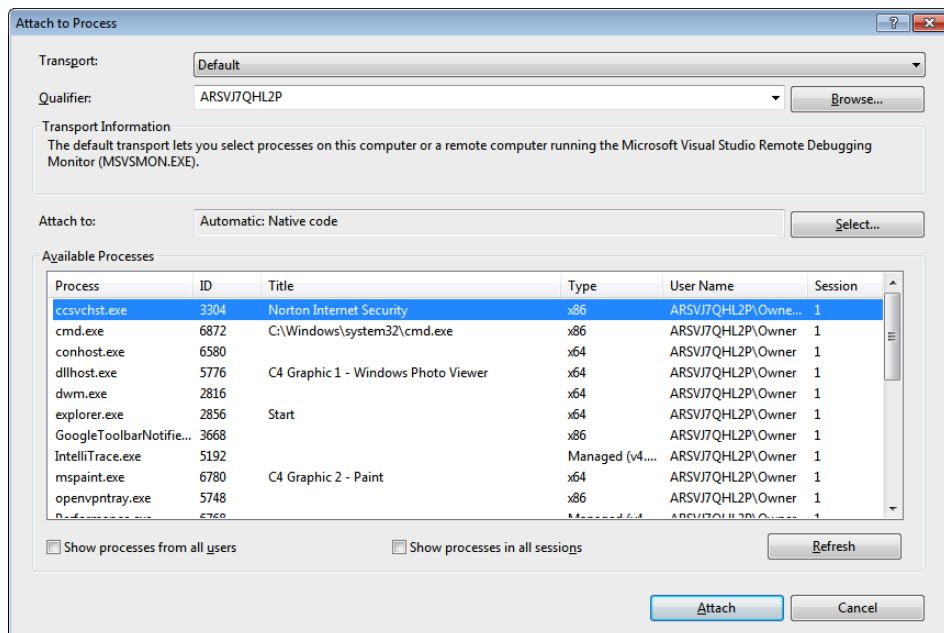 Attach to Process
Transport: Default
Qualifier: ARSVJ7QHL2P Browse...
Transport Information
The default transport lets you select processes on this computer or a remote computer running the Microsoft Visual Studio Remote Debugging
Monitor (MSVSMON.EXE).
Attach to: Automatic: Native code Select...
Available Processes
Process ID Title Type User Name Session
ccsvchst.exe 3304 Norton Internet Security x86 ARSVJ7QHL2P\Owne... 1
cmd.exe 6872 C:\Windows\system32\cmd.exe x86 ARSVJ7QHL2P\Owner 1
conhost.exe 6580 x64 ARSVJ7QHL2P\Owner 1
dllhost.exe 5776 C4 Graphic 1 - Windows Photo Viewer x64 ARSVJ7QHL2P\Owner 1
dwm.exe 2816 x64 ARSVJ7QHL2P\Owner 1
explorer.exe 2856 Start x64 ARSVJ7QHL2P\Owner 1
GoogleToolbarNotifie... 3668 x86 ARSVJ7QHL2P\Owner 1
IntelliTrace.exe 5192 Managed (v4.... ARSVJ7QHL2P\Owner 1
mspaint.exe 6780 C4 Graphic 2 - Paint x64 ARSVJ7QHL2P\Owner 1
openvpntray.exe 5748 x86 ARSVJ7QHL2P\Owner 1
Show processes from all users Show processes in all sessions Refresh
Attach Cancel